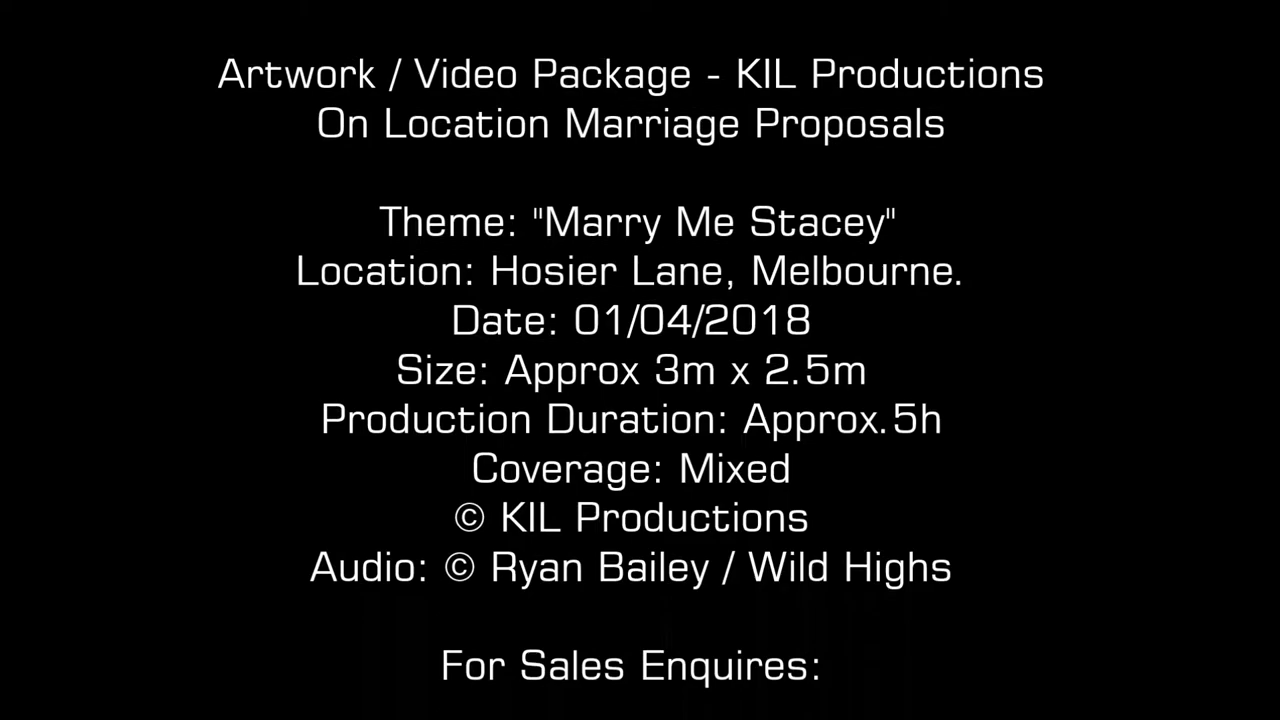 Artwork / Video Package - KIL Productions
On Location Marriage Proposals
Theme: "Marry Me Stacey"
Location: Hosier Lane, Melbourne.
Date: 01/04/2018
Size: Approx 3m x 2.5m
Production Duration: Approx.5h
Coverage: Mixed
© KIL Productions
Audio: © Ryan Bailey / Wild Highs
For Sales Enquires: